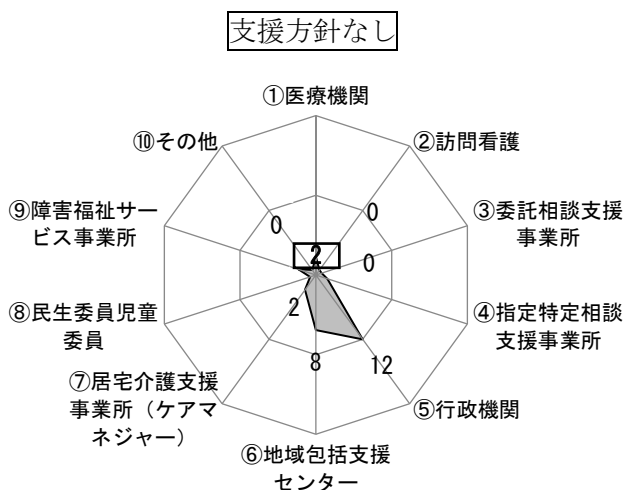 支援方針なし
①医療機関
⑩その他
②訪問看護
0
0
⑨障害福祉サー
ビス事業所
③委託相談支援
事業所
2
0
⑧民生委員児童
委員
④指定特定相談
支援事業所
2
8
12
⑦居宅介護支援
事業所（ケアマ
ネジャー）
⑤行政機関
⑥地域包括支援
センター